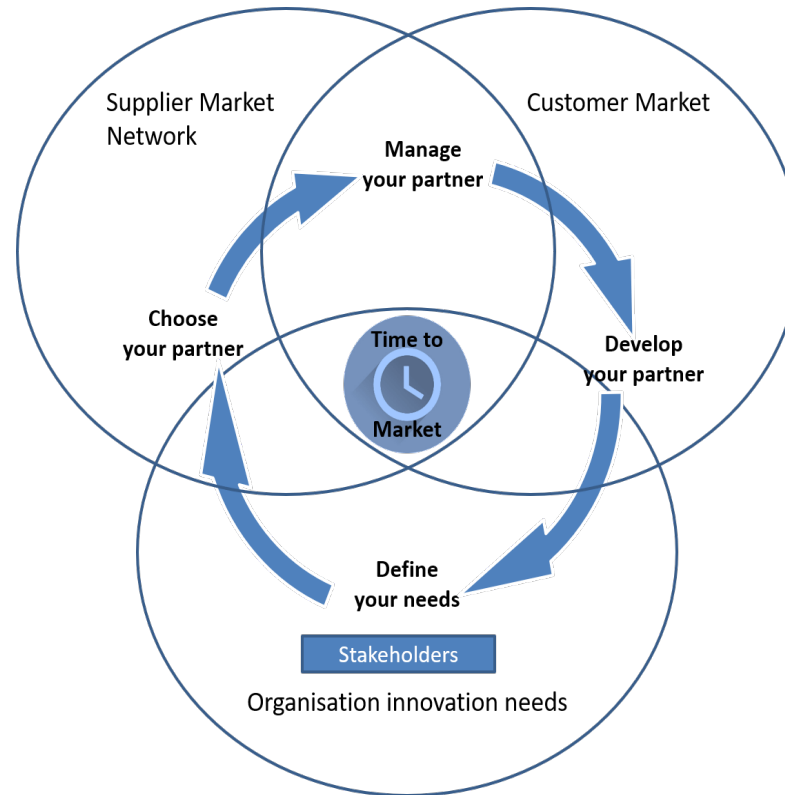 Supplier Market
Network
Customer Market
Manage
your partner
Choose
your partner
Time to
Market
Develop
your partner
Define
your needs
Stakeholders
Organisation innovation needs